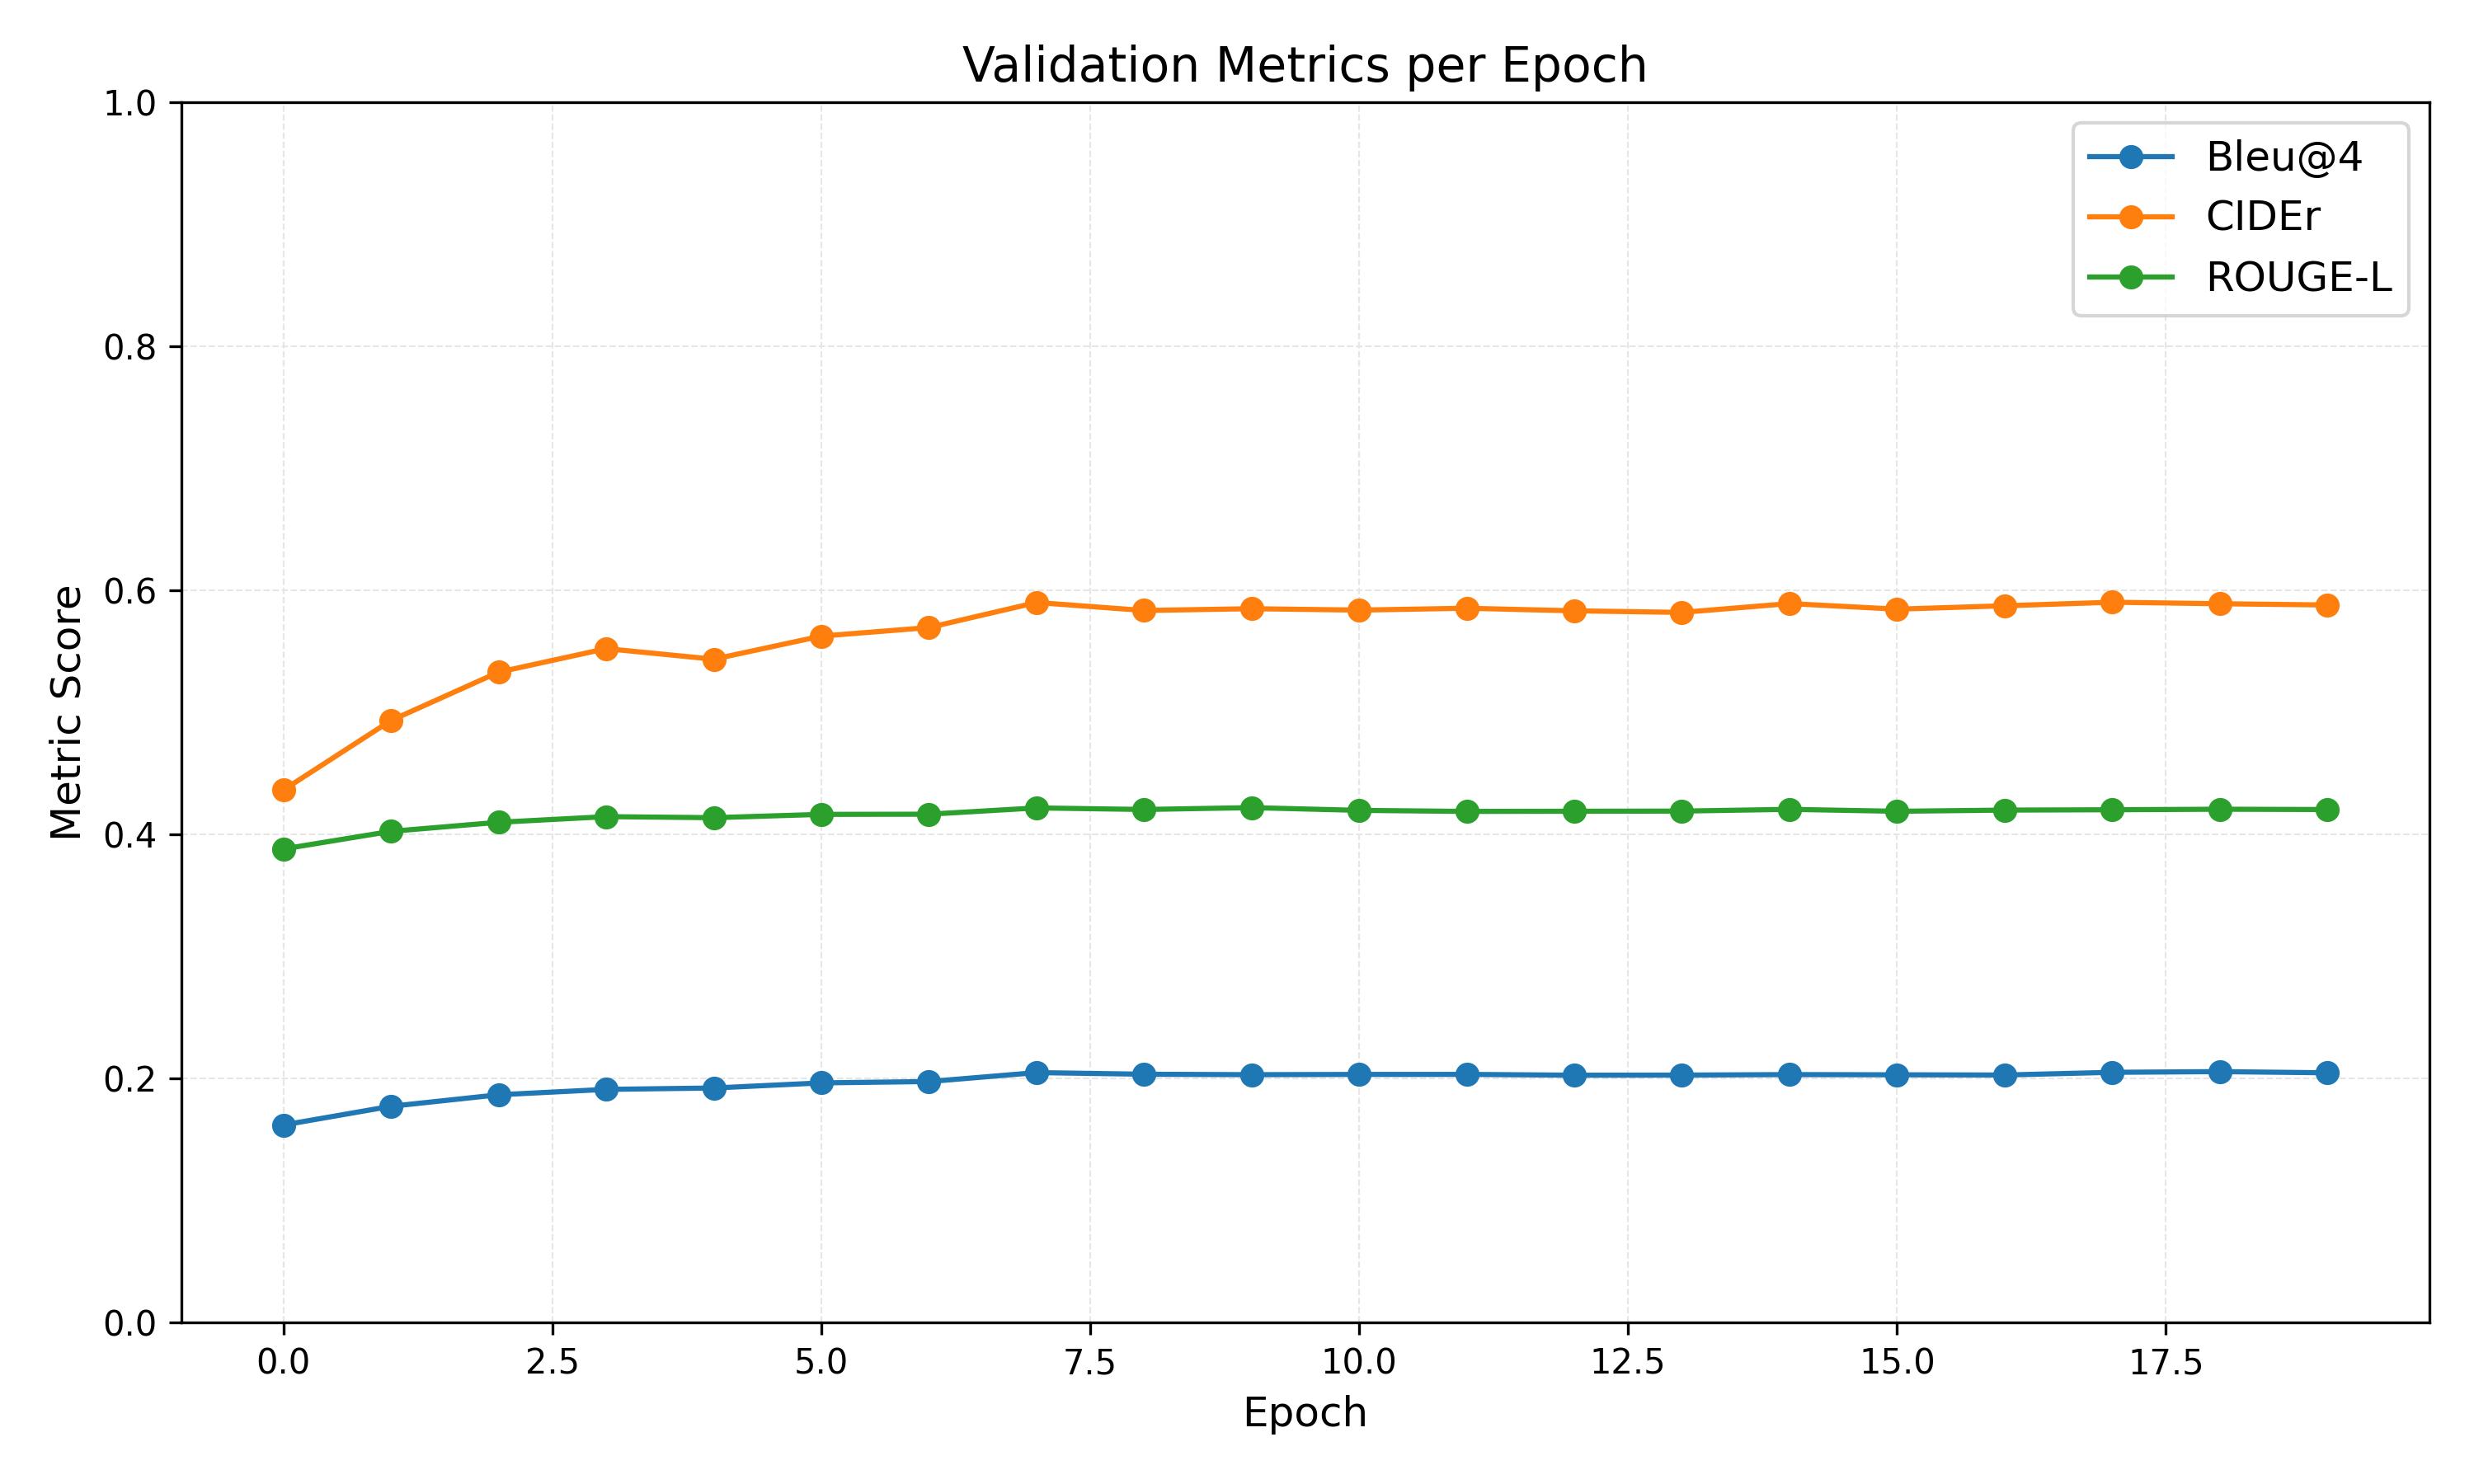 Validation Metrics per Epoch
1.0
0.8
0.6
0.4
0.2
0.0
Metric Score
Bleu@4
CIDEr
ROUGE-L
0.0 2.5 5.0 7.5 10.0 12.5 15.0 17.5
Epoch